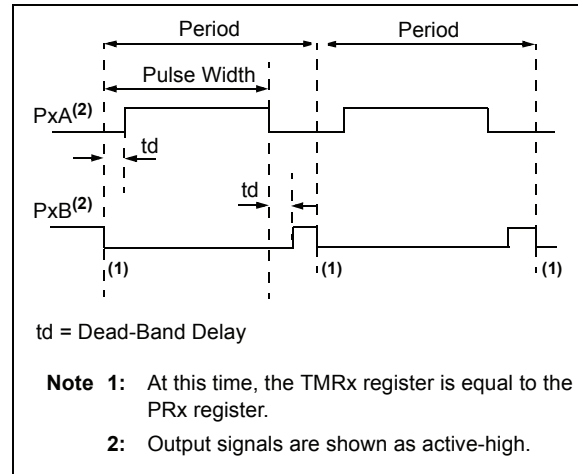 Period Period
Pulse Width
PxA(2)
td
td
PxB(2)
(1) (1) (1)
td = Dead-Band Delay
Note 1: At this time, the TMRx register is equal to the
PRx register.
2: Output signals are shown as active-high.